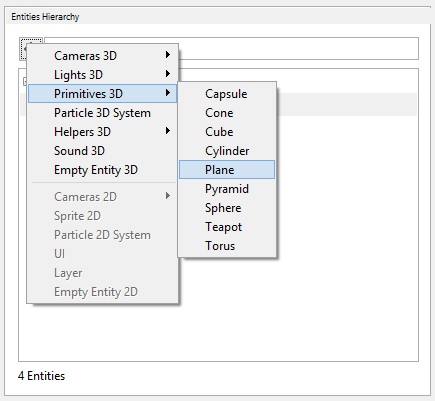 Entities Hierarchy
Cameras 3D
Lights 3D
Primitives 3D
Particle 3D System
Helpers 3D
Sound 3D
Empty Entity 3D
Cameras 2D
Sprite 2D
Particle 2D System
UI
Layer
Empty Entity 2D
Capsule
Cone
Cube
Cylinder
Plane
Pyramid
Sphere
Teapot
Torus
4 Entities